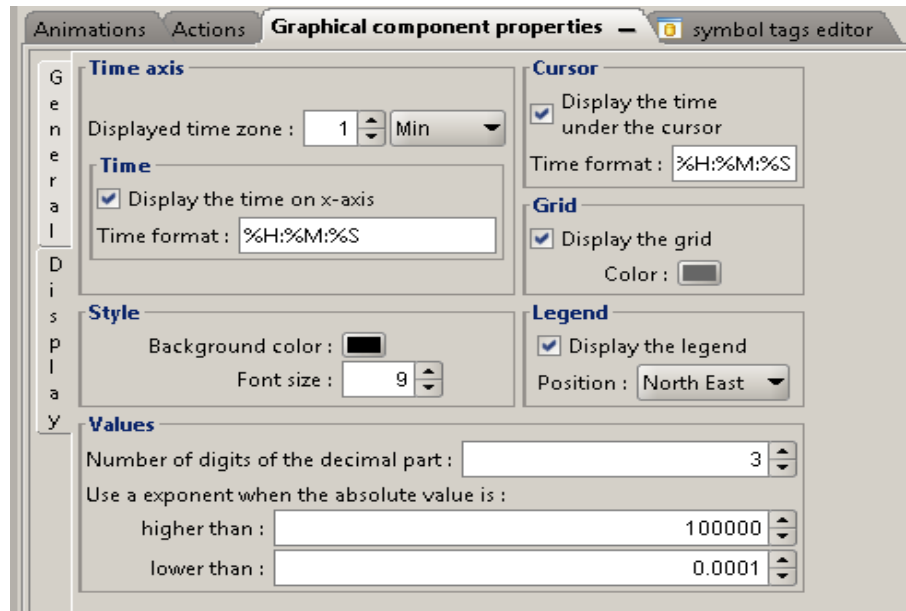 Animations Actions Graphical component properties symbol tags editor
General
Display
Time axis
Displayed time zone : 1 Min
Time
Display the time on x-axis
Time format : %H:%M:%S
Cursor
Display the time
under the cursor
Time format : %H:%M:%S
Grid
Display the grid
Color :
Style
Background color :
Font size : 9
Legend
Display the legend
Position : North East
Values
Number of digits of the decimal part : 3
Use a exponent when the absolute value is :
higher than : 100000
lower than : 0.0001